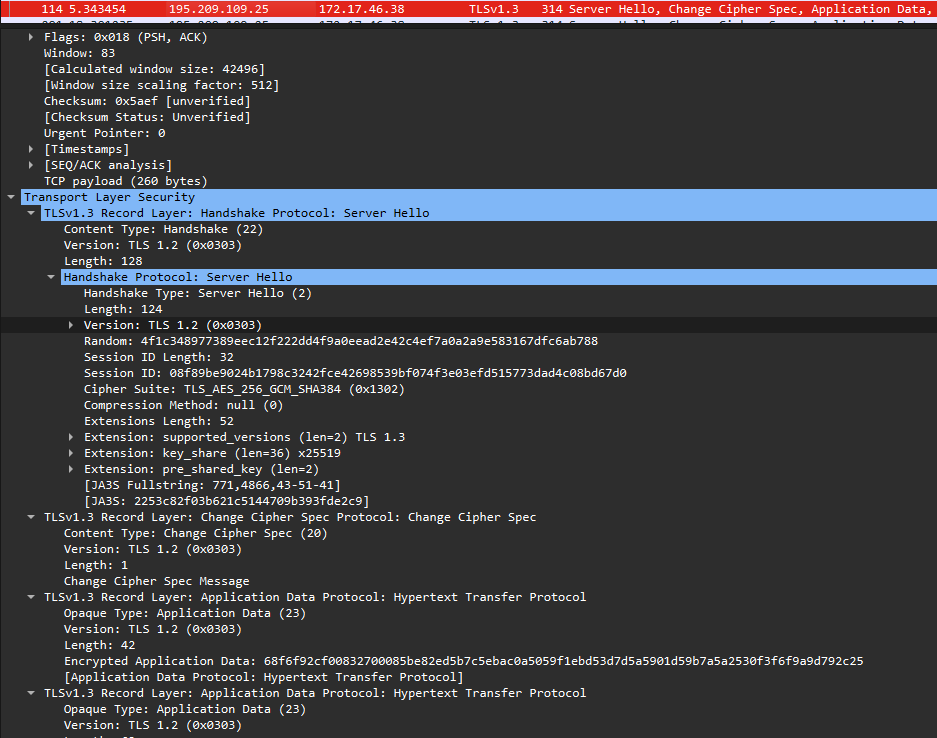 114 5.343454 195.209.109.25 172.17.46.38 TLSv1.3 314 Server Hello, Change Cipher Spec, Application Data,
Flags: 0x018 (PSH, ACK)
Window: 83
[Calculated window size: 42496]
[Window size scaling factor: 512]
Checksum: 0x5aef [unverified]
[Checksum Status: Unverified]
Urgent Pointer: 0
[Timestamps]
[SEQ/ACK analysis]
TCP payload (260 bytes)
Transport Layer Security
TLSv1.3 Record Layer: Handshake Protocol: Server Hello
Content Type: Handshake (22)
Version: TLS 1.2 (0x0303)
Length: 128
Handshake Protocol: Server Hello
Handshake Type: Server Hello (2)
Length: 124
Version: TLS 1.2 (0x0303)
Random: 4f1c348977389eec12f222dd4f9a0eead2e42c4ef7a0a2a9e583167dfc6ab788
Session ID Length: 32
Session ID: 08f89be9024b1798c3242fce42698539bf074f3e03efd515773dad4c08bd67d0
Cipher Suite: TLS_AES_256_GCM_SHA384 (0x1302)
Compression Method: null (0)
Extensions Length: 52
Extension: supported_versions (len=2) TLS 1.3
Extension: key_share (len=36) x25519
Extension: pre_shared_key (len=2)
[JA3S Fullstring: 771,4866,43-51-41]
[JA3S: 2253c82f03b621c5144709b393fde2c9]
TLSv1.3 Record Layer: Change Cipher Spec Protocol: Change Cipher Spec
Content Type: Change Cipher Spec (20)
Version: TLS 1.2 (0x0303)
Length: 1
Change Cipher Spec Message
TLSv1.3 Record Layer: Application Data Protocol: Hypertext Transfer Protocol
Opaque Type: Application Data (23)
Version: TLS 1.2 (0x0303)
Length: 42
Encrypted Application Data: 68f6f92cf00832700085be82ed5b7c5ebac0a5059f1ebd53d7d5a5901d59b7a5a2530f3f6f9a9d792c25
[Application Data Protocol: Hypertext Transfer Protocol]
TLSv1.3 Record Layer: Application Data Protocol: Hypertext Transfer Protocol
Opaque Type: Application Data (23)
Version: TLS 1.2 (0x0303)